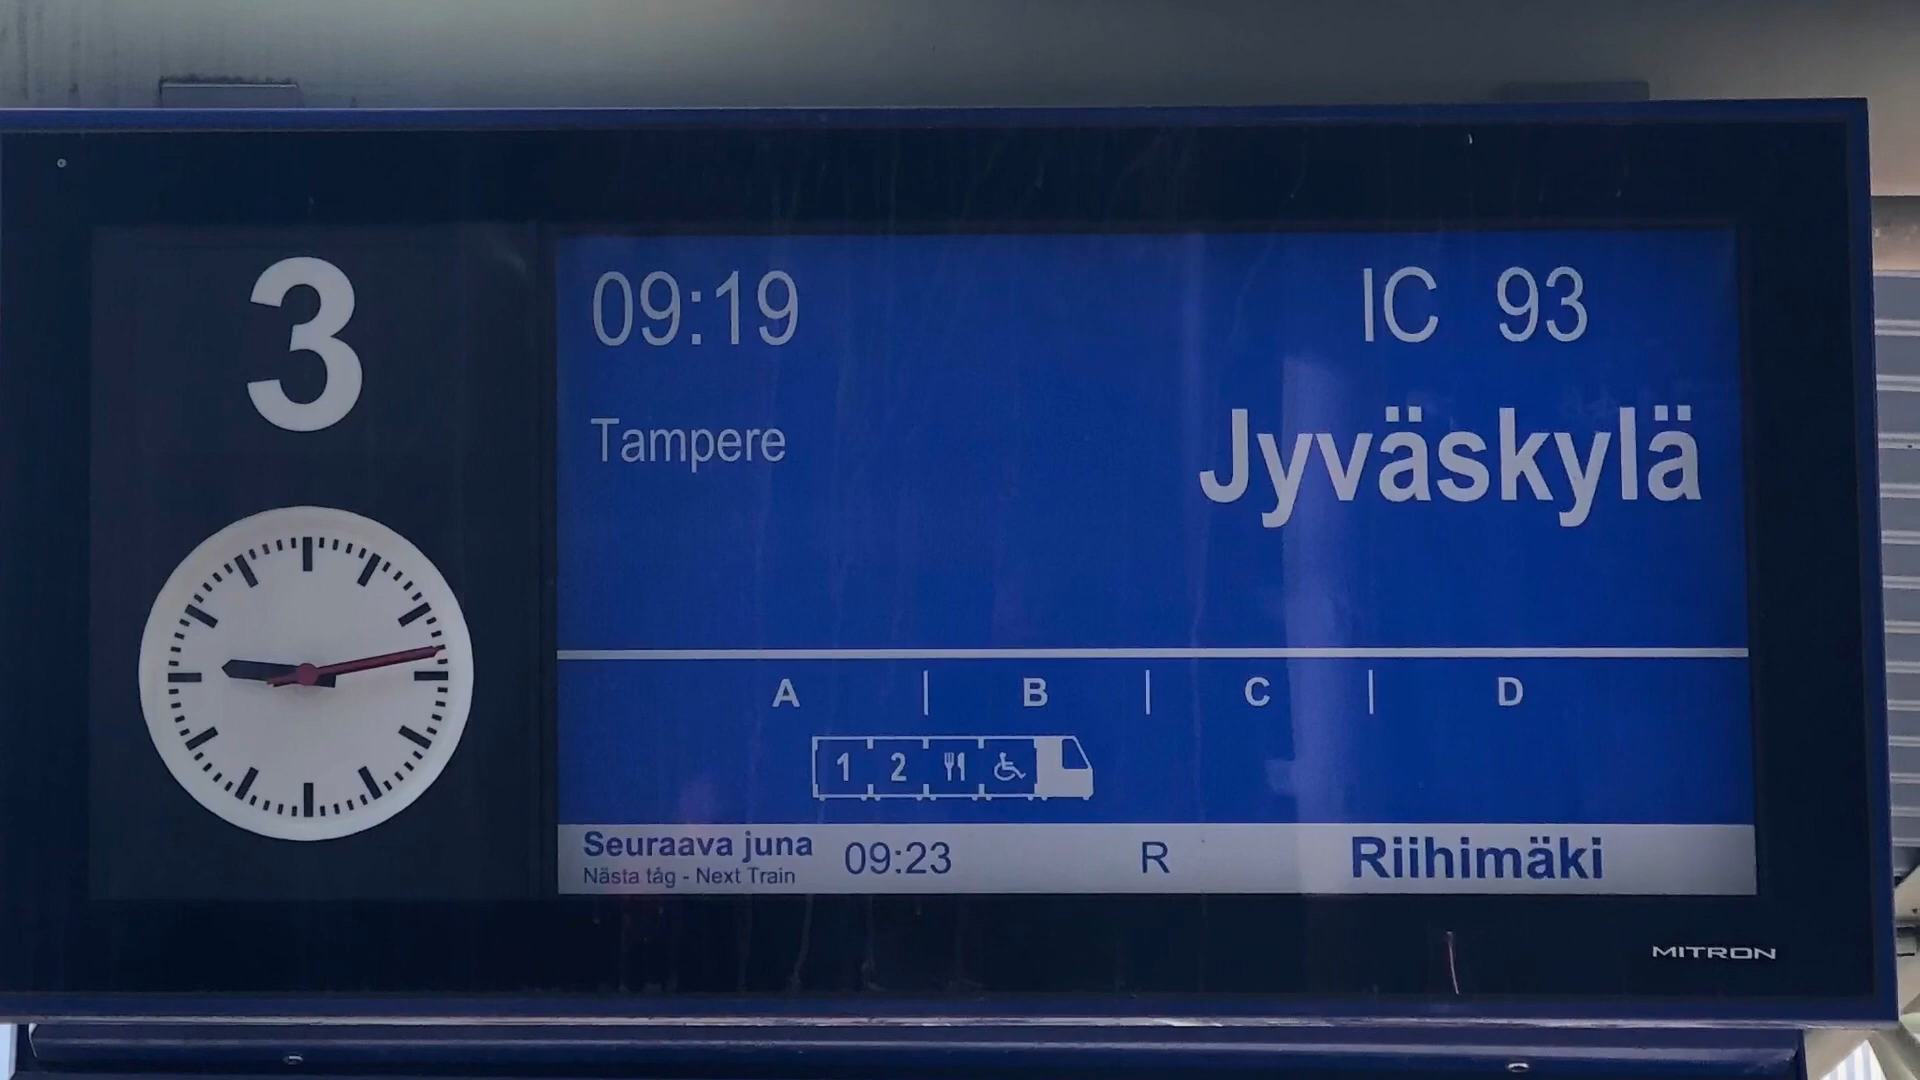 3
09:19 IC 93
Tampere Jyväskylä
A | B | C | D
1 2
Seuraava juna 09:23 R Riihimäki
Nästa tåg - Next Train
MITRON